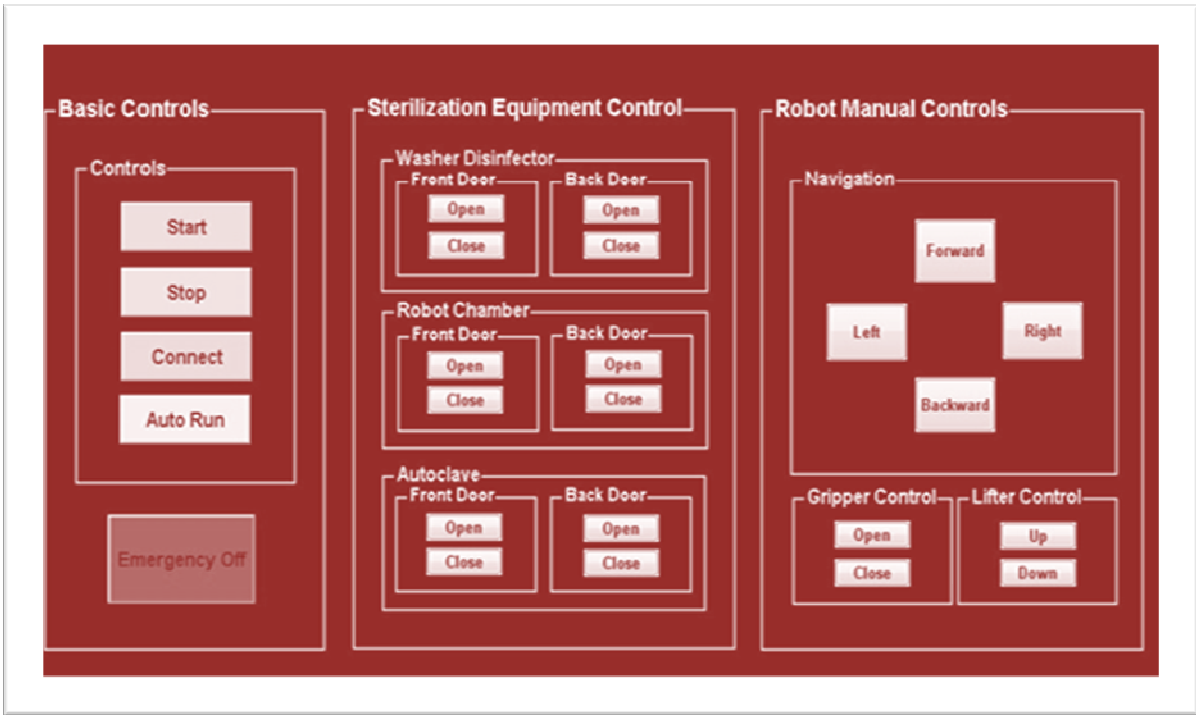 Basic Controls
Controls
Start
Stop
Connect
Auto Run
Emergency Off
Sterilization Equipment Control
Washer Disinfector
Front Door
Open
Close
Back Door
Open
Close
Robot Chamber
Front Door
Open
Close
Back Door
Open
Close
Autoclave
Front Door
Open
Close
Back Door
Open
Close
Robot Manual Controls
Navigation
Forward
Left
Right
Backward
Gripper Control
Open
Close
Lifter Control
Up
Down